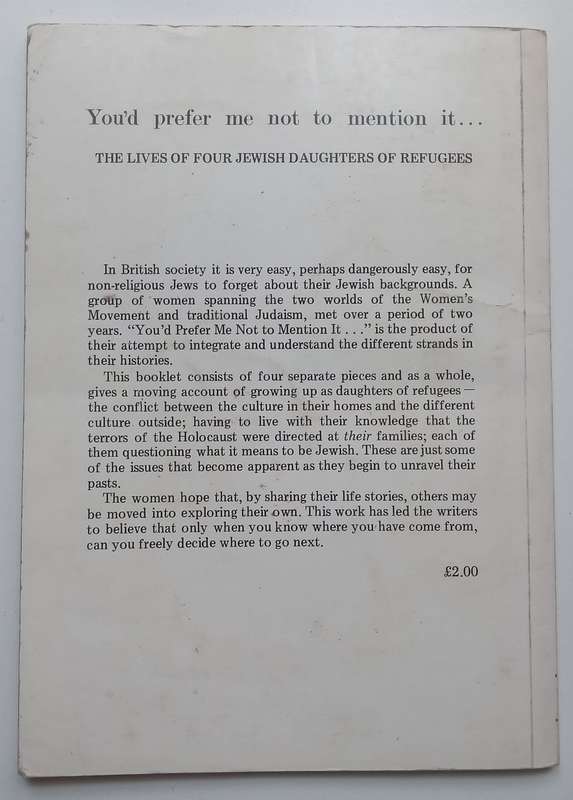 You'd prefer me not to mention it...
THE LIVES OF FOUR JEWISH DAUGHTERS OF REFUGEES
In British society it is very easy, perhaps dangerously easy, for
non-religious Jews to forget about their Jewish backgrounds. A
group of women spanning the two worlds of the Women's
Movement and traditional Judaism, met over a period of two
years. "You'd Prefer Me Not to Mention It . . ." is the product of
their attempt to integrate and understand the different strands in
their histories.
This booklet consists of four separate pieces and as a whole,
gives a moving account of growing up as daughters of refugees —
the conflict between the culture in their homes and the different
culture outside; having to live with their knowledge that the
terrors of the Holocaust were directed at their families; each of
them questioning what it means to be Jewish. These are just some
of the issues that become apparent as they begin to unravel their
pasts.
The women hope that, by sharing their life stories, others may
be moved into exploring their own. This work has led the writers
to believe that only when you know where you have come from,
can you freely decide where to go next.
£2.00